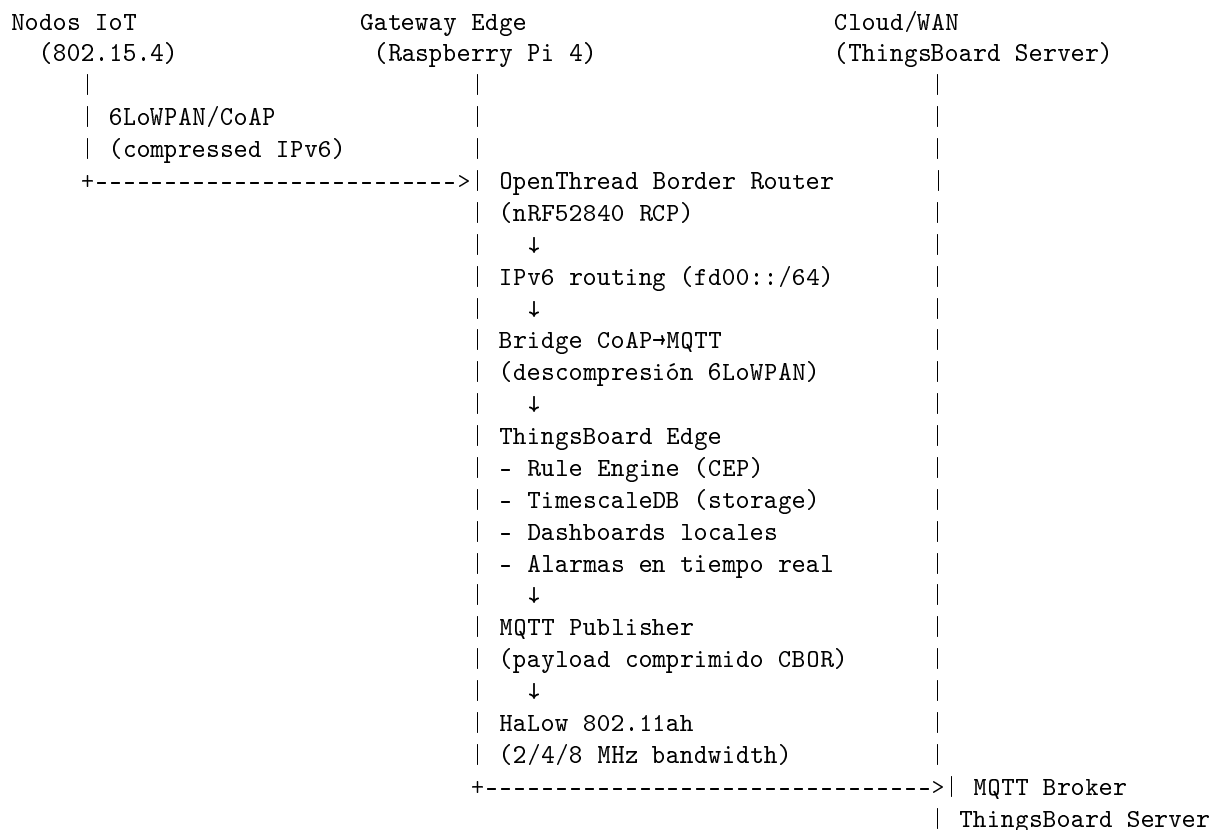 Nodos IoT Gateway Edge Cloud/WAN
(802.15.4) (Raspberry Pi 4) (ThingsBoard Server)
| | |
| 6LoWPAN/CoAP | |
| (compressed IPv6) | |
+-------------------------->| OpenThread Border Router |
| (nRF52840 RCP) |
| ↓ |
| IPv6 routing (fd00::/64) |
| ↓ |
| Bridge CoAP→MQTT |
| (descompresión 6LoWPAN) |
| ↓ |
| ThingsBoard Edge |
| - Rule Engine (CEP) |
| - TimescaleDB (storage) |
| - Dashboards locales |
| - Alarmas en tiempo real |
| ↓ |
| MQTT Publisher |
| (payload comprimido CBOR) |
| ↓ |
| HaLow 802.11ah |
| (2/4/8 MHz bandwidth) |
+-------------------------------->| MQTT Broker
| ThingsBoard Server